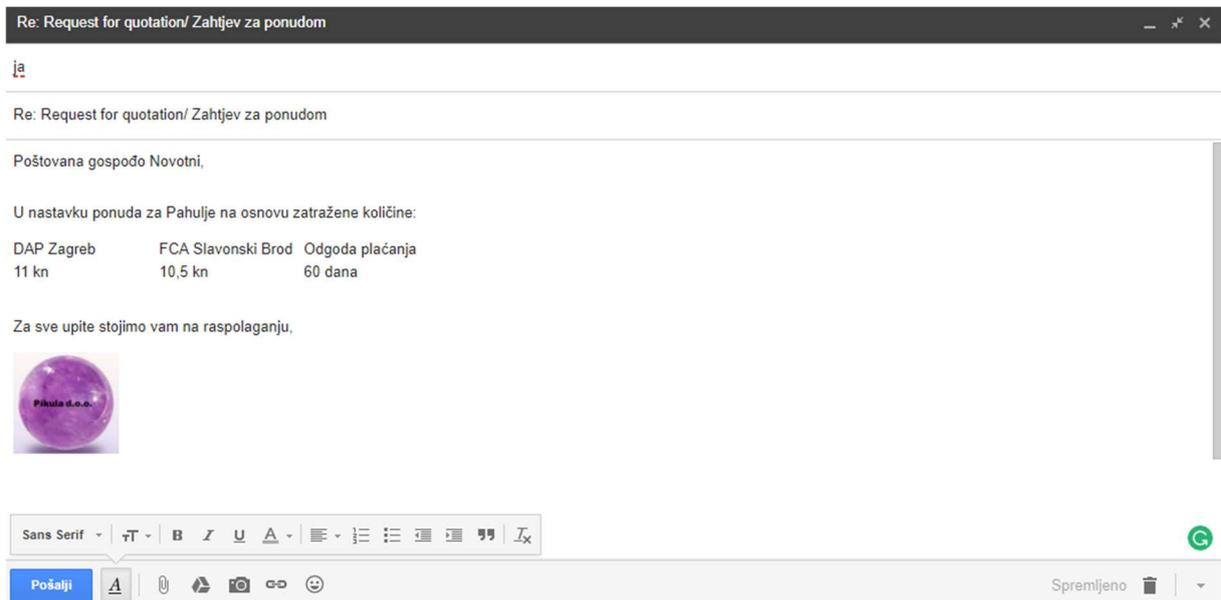 Re: Request for quotation/ Zahtjev za ponudom
ja
Re: Request for quotation/ Zahtjev za ponudom
Poštovana gospođo Novotni,
U nastavku ponuda za Pahulje na osnovu zatražene količine:
DAP Zagreb FCA Slavonski Brod Odgoda plaćanja
11 kn 10,5 kn 60 dana
Za sve upite stojimo vam na raspolaganju,
Pikula d.o.o.
Sans Serif
Pošalji
Spremljeno